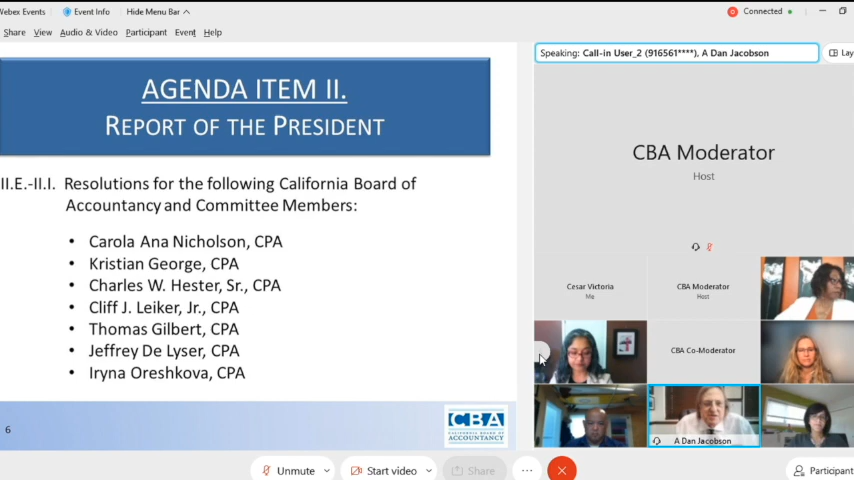 Webex Events
Event Info
Hide Menu Bar
Connected
Share View Audio & Video Participant Event Help
Speaking: Call-in User_2 (916561****), A Dan Jacobson
Lay
AGENDA ITEM II.
REPORT OF THE PRESIDENT
II.E.-II.I. Resolutions for the following California Board of
Accountancy and Committee Members:
• Carola Ana Nicholson, CPA
• Kristian George, CPA
• Charles W. Hester, Sr., CPA
• Cliff J. Leiker, Jr., CPA
• Thomas Gilbert, CPA
• Jeffrey De Lyser, CPA
• Iryna Oreshkova, CPA
6
CBA
CALIFORNIA BOARD OF
ACCOUNTANCY
CBA Moderator
Host
Cesar Victoria
Me
CBA Moderator
Host
CBA Co-Moderator
A Dan Jacobson
Unmute
Start video
Share
Participant